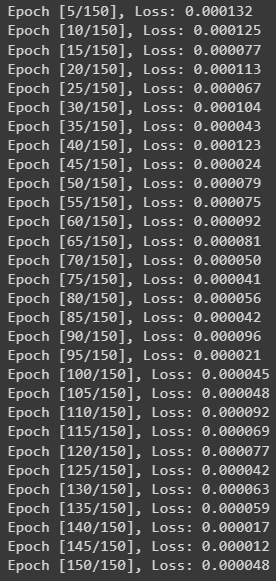 Epoch [5/150], Loss: 0.000132
Epoch [10/150], Loss: 0.000125
Epoch [15/150], Loss: 0.000077
Epoch [20/150], Loss: 0.000113
Epoch [25/150], Loss: 0.000067
Epoch [30/150], Loss: 0.000104
Epoch [35/150], Loss: 0.000043
Epoch [40/150], Loss: 0.000123
Epoch [45/150], Loss: 0.000024
Epoch [50/150], Loss: 0.000079
Epoch [55/150], Loss: 0.000075
Epoch [60/150], Loss: 0.000092
Epoch [65/150], Loss: 0.000081
Epoch [70/150], Loss: 0.000050
Epoch [75/150], Loss: 0.000041
Epoch [80/150], Loss: 0.000056
Epoch [85/150], Loss: 0.000042
Epoch [90/150], Loss: 0.000096
Epoch [95/150], Loss: 0.000021
Epoch [100/150], Loss: 0.000045
Epoch [105/150], Loss: 0.000048
Epoch [110/150], Loss: 0.000092
Epoch [115/150], Loss: 0.000069
Epoch [120/150], Loss: 0.000077
Epoch [125/150], Loss: 0.000042
Epoch [130/150], Loss: 0.000063
Epoch [135/150], Loss: 0.000059
Epoch [140/150], Loss: 0.000017
Epoch [145/150], Loss: 0.000012
Epoch [150/150], Loss: 0.000048